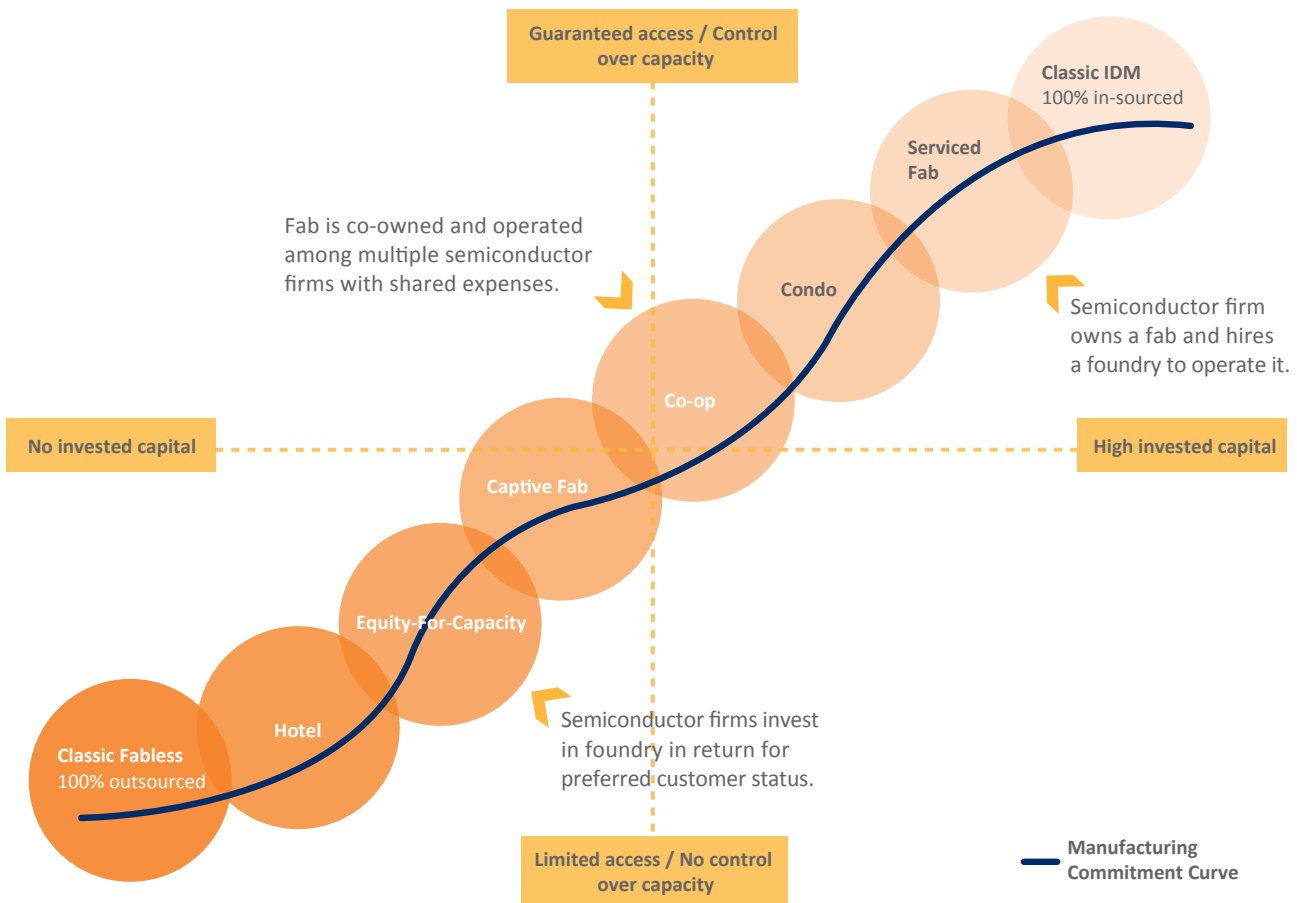 Guaranteed access / Control
over capacity
Classic IDM
100% in-sourced
Serviced
Fab
Fab is co-owned and operated
among multiple semiconductor
firms with shared expenses.
Condo
Semiconductor firm
owns a fab and hires
a foundry to operate it.
Co-op
No invested capital
High invested capital
Captive Fab
Equity-For-Capacity
Semiconductor firms invest
in foundry in return for
preferred customer status.
Hotel
Classic Fabless
100% outsourced
Limited access / No control
over capacity
Manufacturing
Commitment Curve